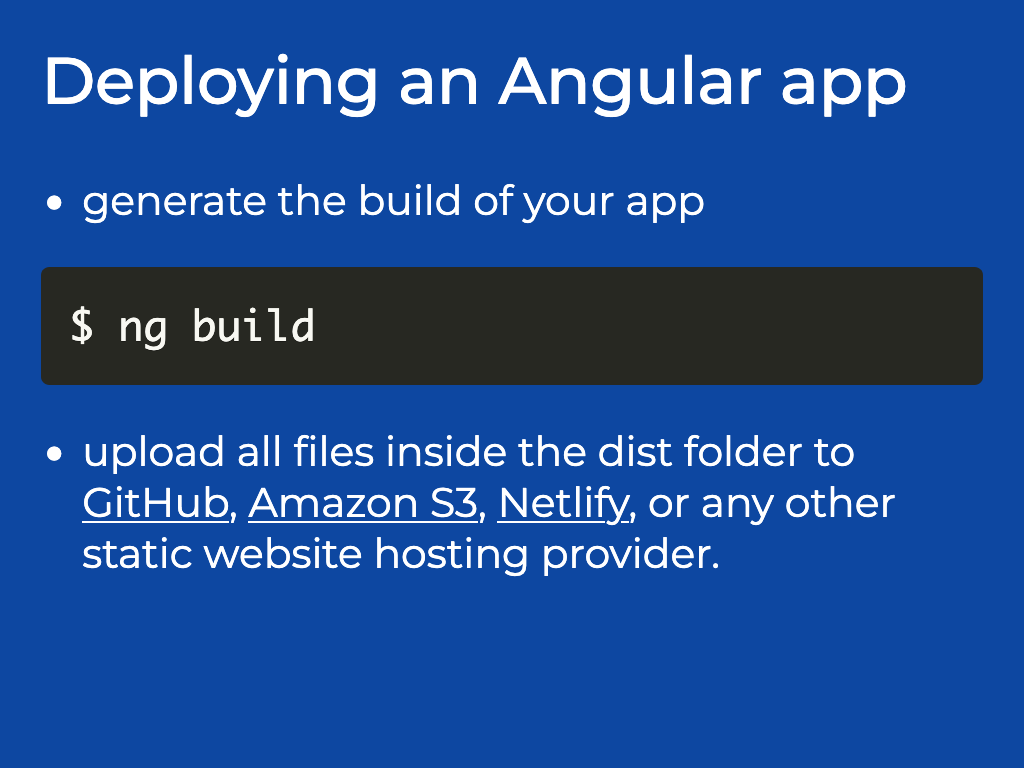 Deploying an Angular app
• generate the build of your app
$ ng build
• upload all files inside the dist folder to
GitHub, Amazon S3, Netlify, or any other
static website hosting provider.